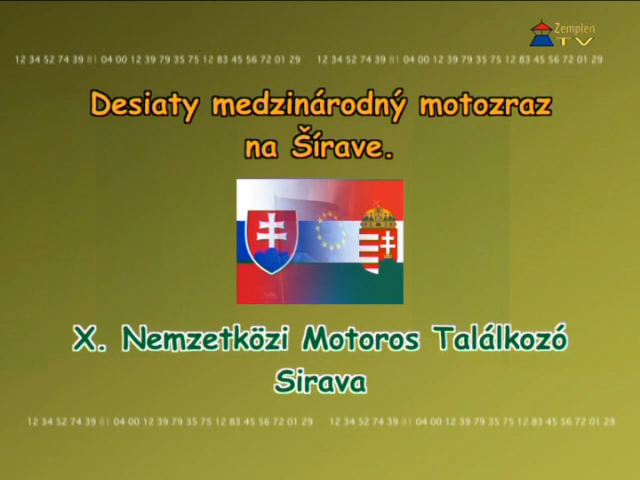 Zemplen
TV
12 34 52 74 39 81 04 00 12 39 79 35 75 12 83 45 56 72 01 29 12 34 52 74 39 81 04 00 12 39 79 35 75 12 83 45 56 72 01 29
Desiaty medzinárodný motozraz
na Šírave.
X. Nemzetközi Motoros Találkozó
Sirava
12 34 52 74 39 81 04 00 12 39 79 35 75 12 83 45 56 72 01 29 12 34 52 74 39 81 04 00 12 39 79 35 75 12 83 45 56 72 01 29